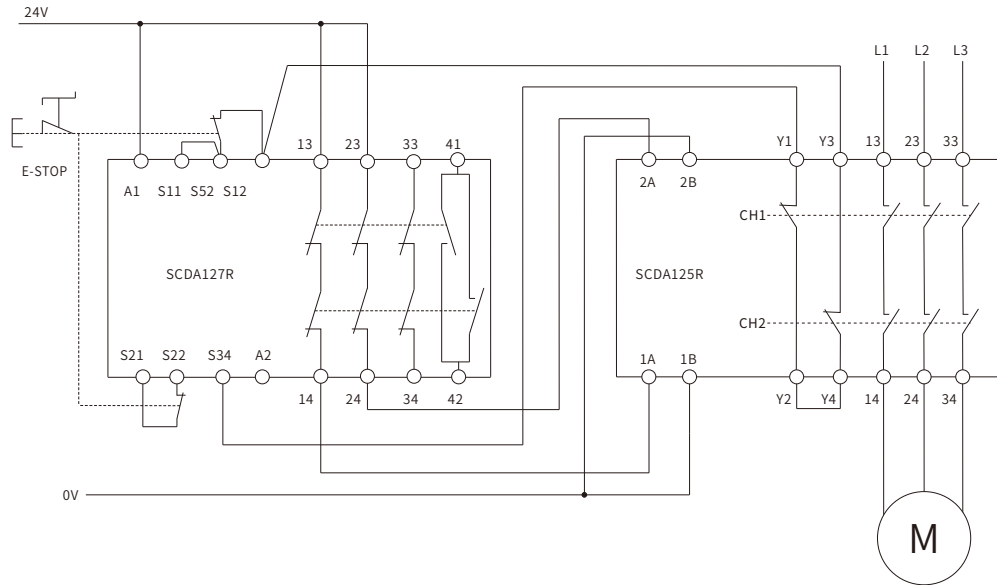 24V
L1 L2 L3
13 23 33 41 Y1 Y3 13 23 33
E-STOP
A1 S11 S52 S12 2A 2B
CH1
SCDA127R SCDA125R
CH2
S21 S22 S34 A2 1A 1B
14 24 34 42 Y2 Y4 14 24 34
0V
M